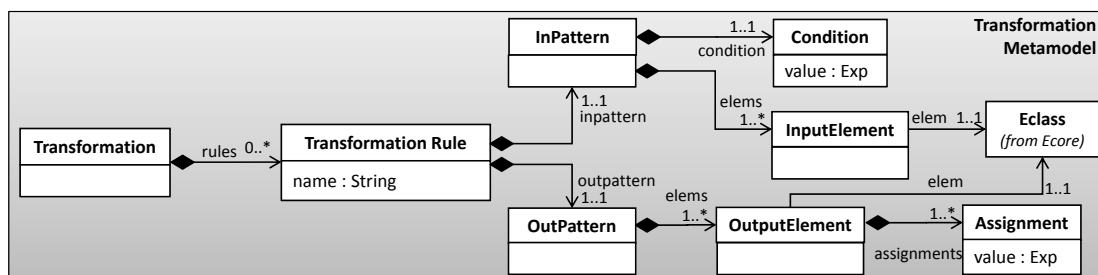 Transformation
Metamodel
InPattern
1..1
condition
Condition
value : Exp
1..1
inpattern
elems
1..*
InputElement
elem
1..1
Eclass
(from Ecore)
Transformation
rules
0..*
Transformation Rule
name : String
outpattern
1..1
OutPattern
elems
1..*
OutputElement
elem
1..1
1..*
assignments
Assignment
value : Exp